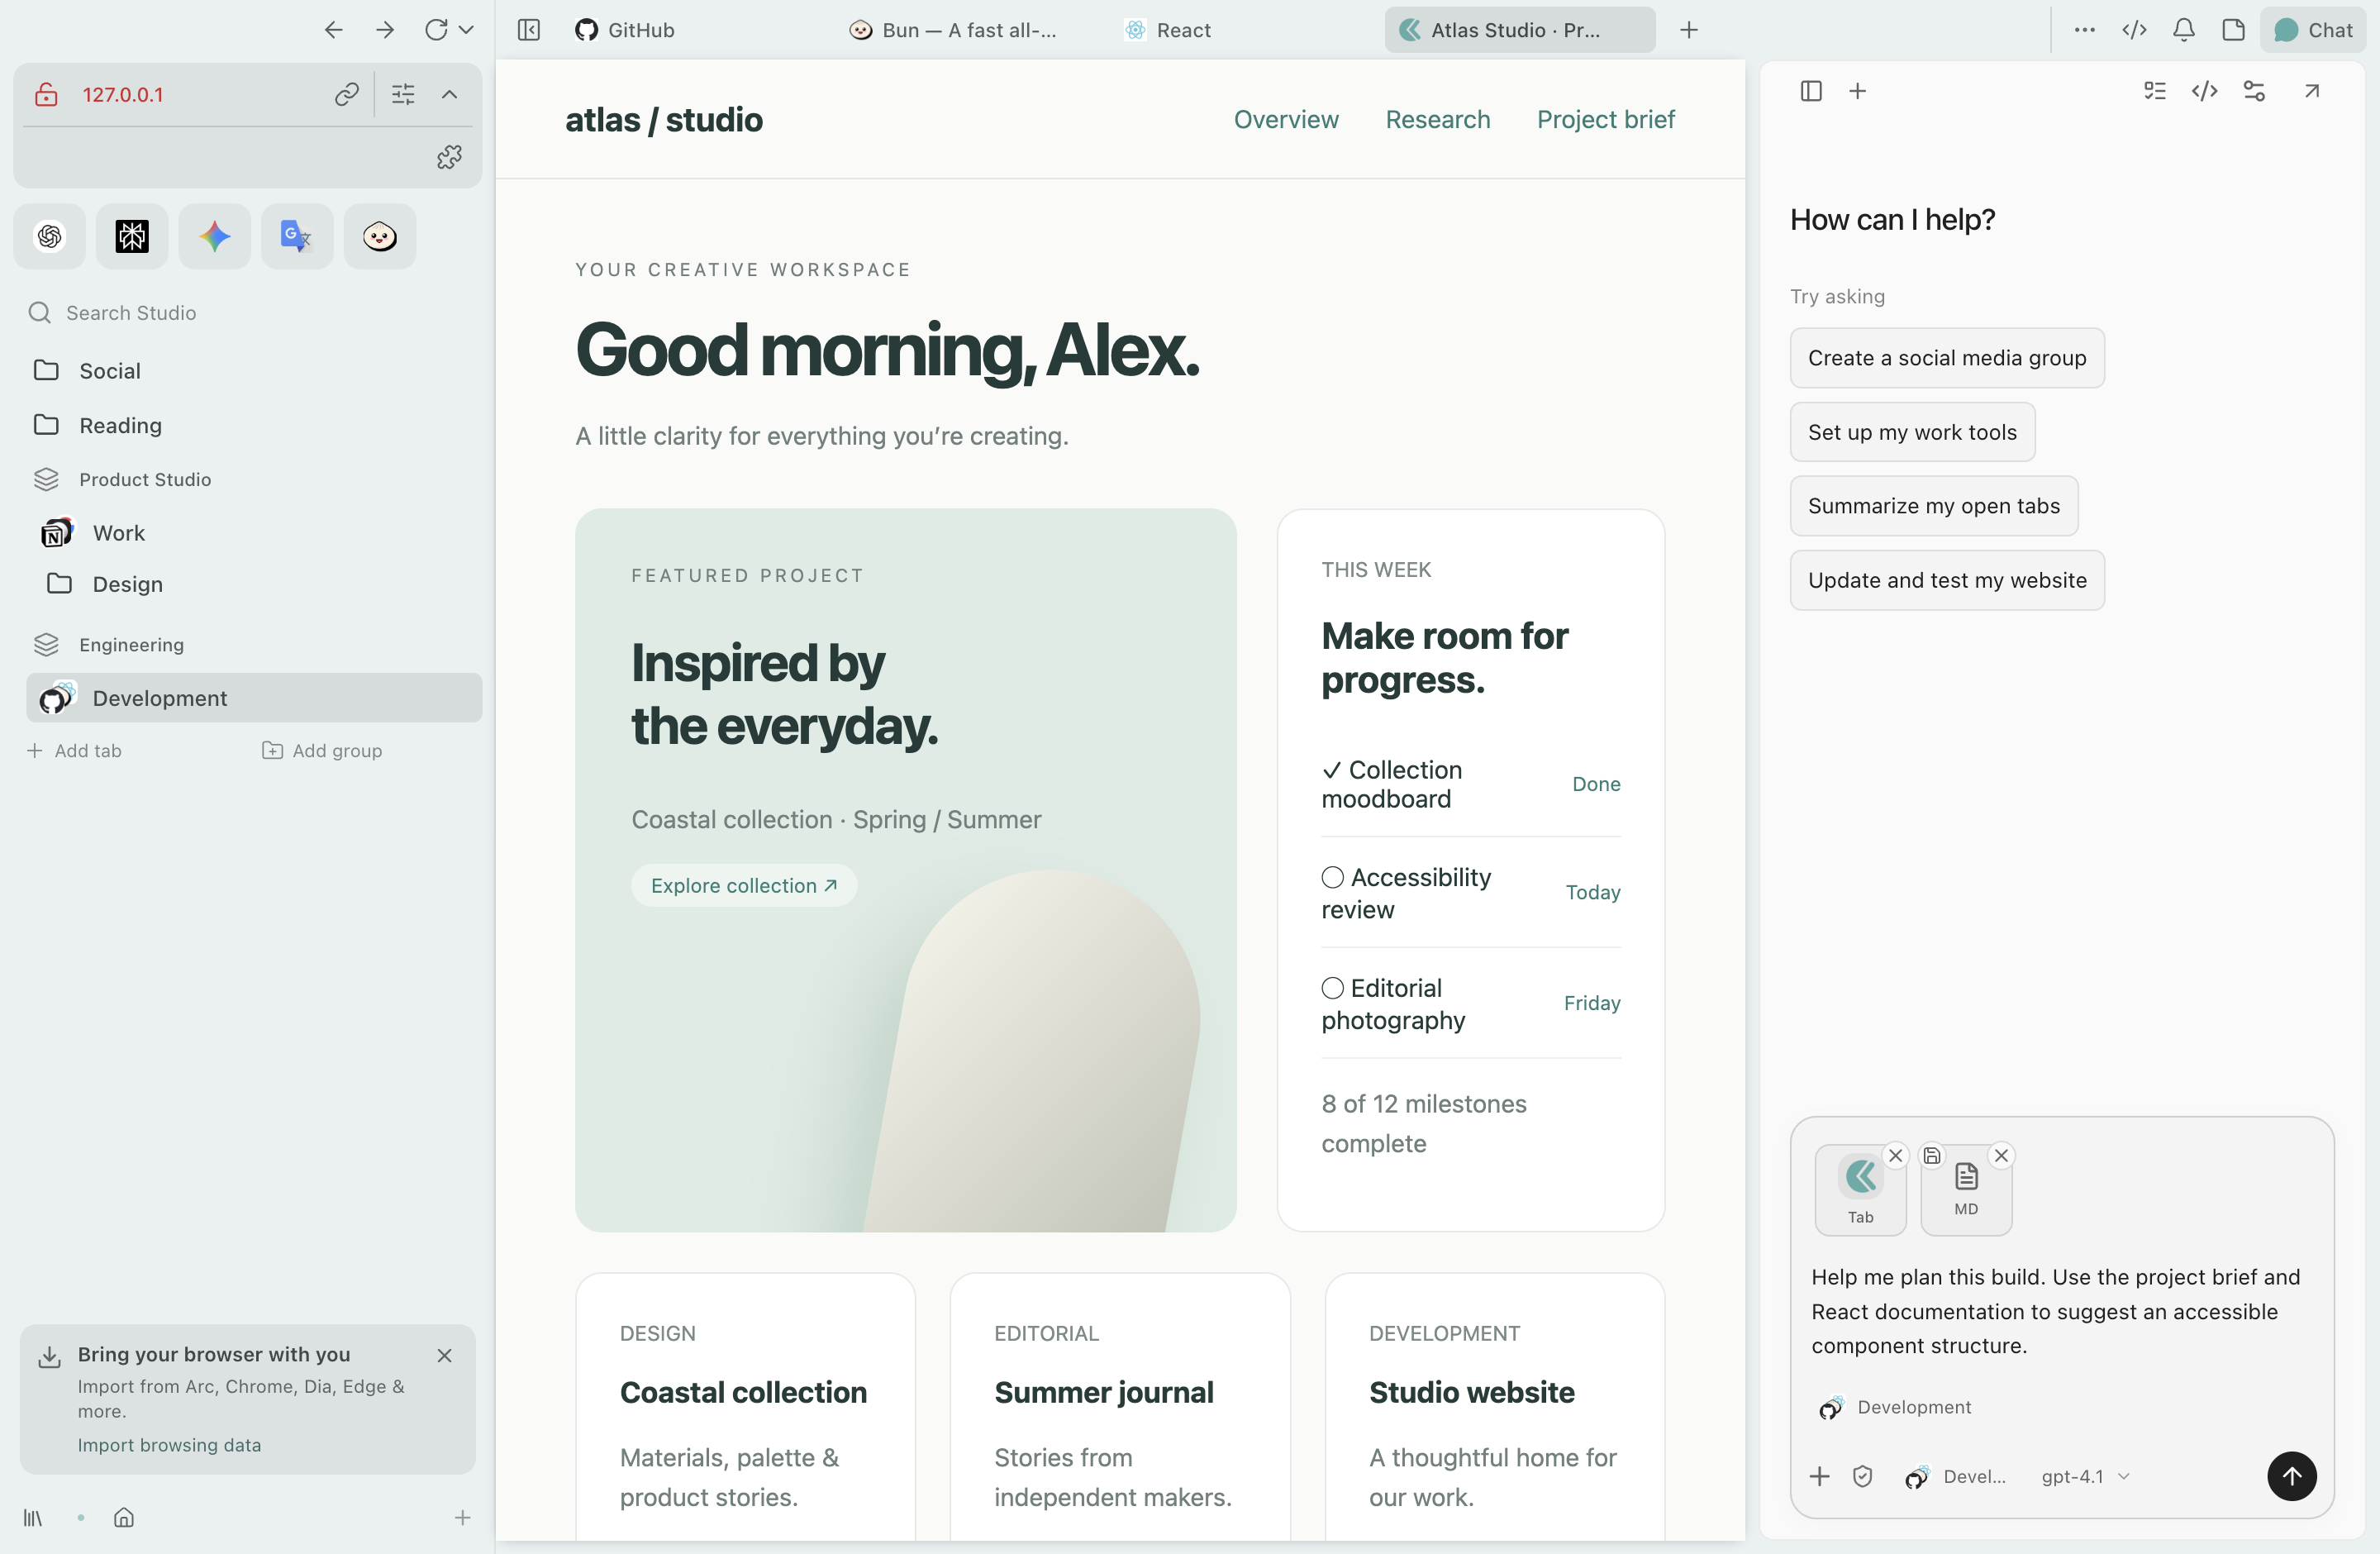 GitHub
Bun — A fast all-...
React
Atlas Studio · Pr...
Chat
127.0.0.1
Search Studio
Social
Reading
Product Studio
Work
Design
Engineering
Development
Add tab
Add group
Bring your browser with you
Import from Arc, Chrome, Dia, Edge &
more.
Import browsing data
atlas / studio
Overview
Research
Project brief
YOUR CREATIVE WORKSPACE
Good morning, Alex.
A little clarity for everything you’re creating.
FEATURED PROJECT
Inspired by
the everyday.
Coastal collection · Spring / Summer
Explore collection ↗
THIS WEEK
Make room for
progress.
✓ Collection
moodboard
Done
○ Accessibility
review
Today
○ Editorial
photography
Friday
8 of 12 milestones
complete
DESIGN
Coastal collection
Materials, palette &
product stories.
EDITORIAL
Summer journal
Stories from
independent makers.
DEVELOPMENT
Studio website
A thoughtful home for
our work.
How can I help?
Try asking
Create a social media group
Set up my work tools
Summarize my open tabs
Update and test my website
Tab
MD
Help me plan this build. Use the project brief and
React documentation to suggest an accessible
component structure.
Development
Devel...
gpt-4.1